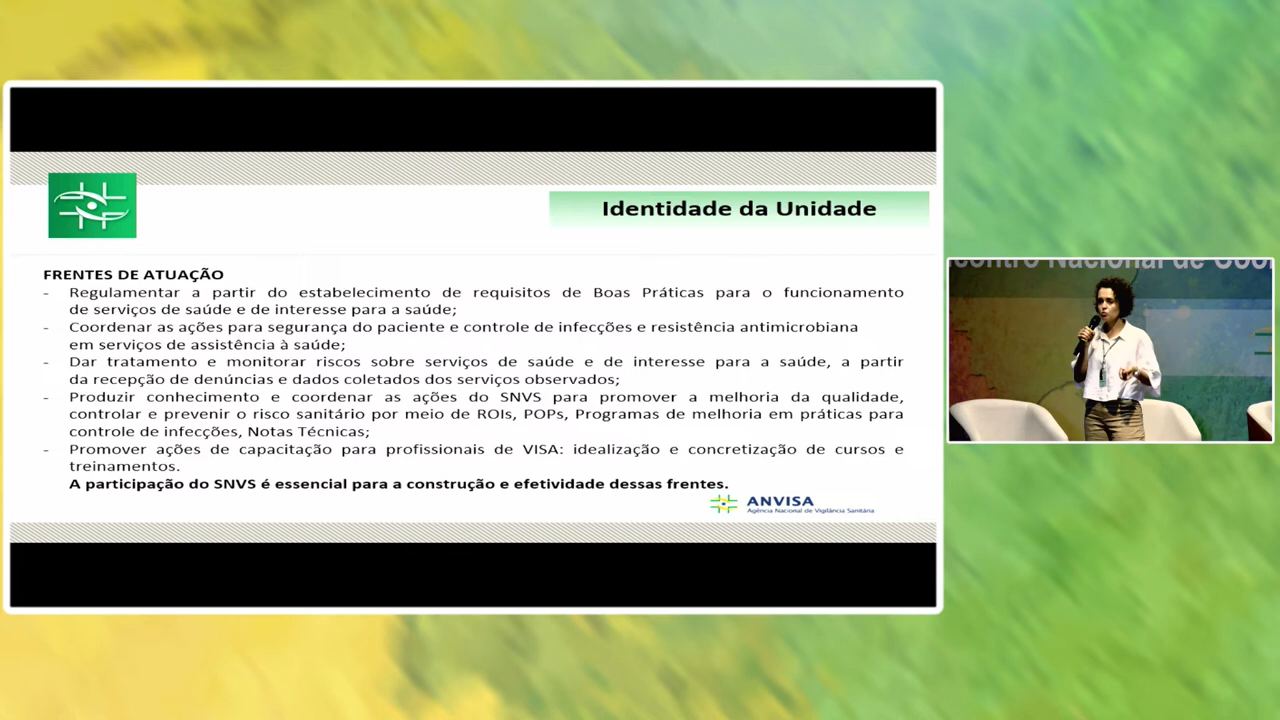 Identidade da Unidade
FRENTES DE ATUAÇÃO
- Regulamentar a partir do estabelecimento de requisitos de Boas Práticas para o funcionamento
de serviços de saúde e de interesse para a saúde;
- Coordenar as ações para segurança do paciente e controle de infecções e resistência antimicrobiana
em serviços de assistência à saúde;
- Dar tratamento e monitorar riscos sobre serviços de saúde e de interesse para a saúde, a partir
da recepção de denúncias e dados coletados dos serviços observados;
- Produzir conhecimento e coordenar as ações do SNVS para promover a melhoria da qualidade,
controlar e prevenir o risco sanitário por meio de ROIs, POPs, Programas de melhoria em práticas para
controle de infecções, Notas Técnicas;
- Promover ações de capacitação para profissionais de VISA: idealização e concretização de cursos e
treinamentos.
A participação do SNVS é essencial para a construção e efetividade dessas frentes.
ANVISA
Agência Nacional de Vigilância Sanitária
Nacional de